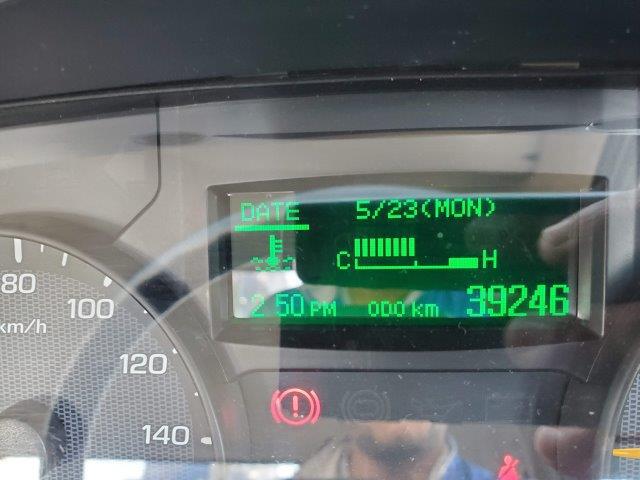 DATE 5/23(MON)
C H
2 50 PM ODO km 39246
80
100
km/h
120
140